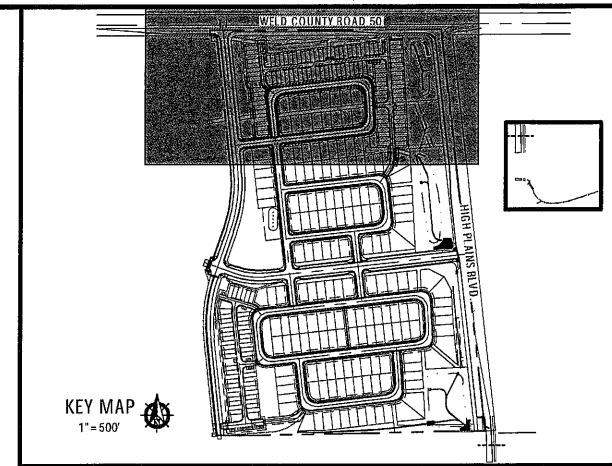 WELD COUNTY ROAD 50
HIGH PLAINS BLVD.
KEY MAP
1" = 500'